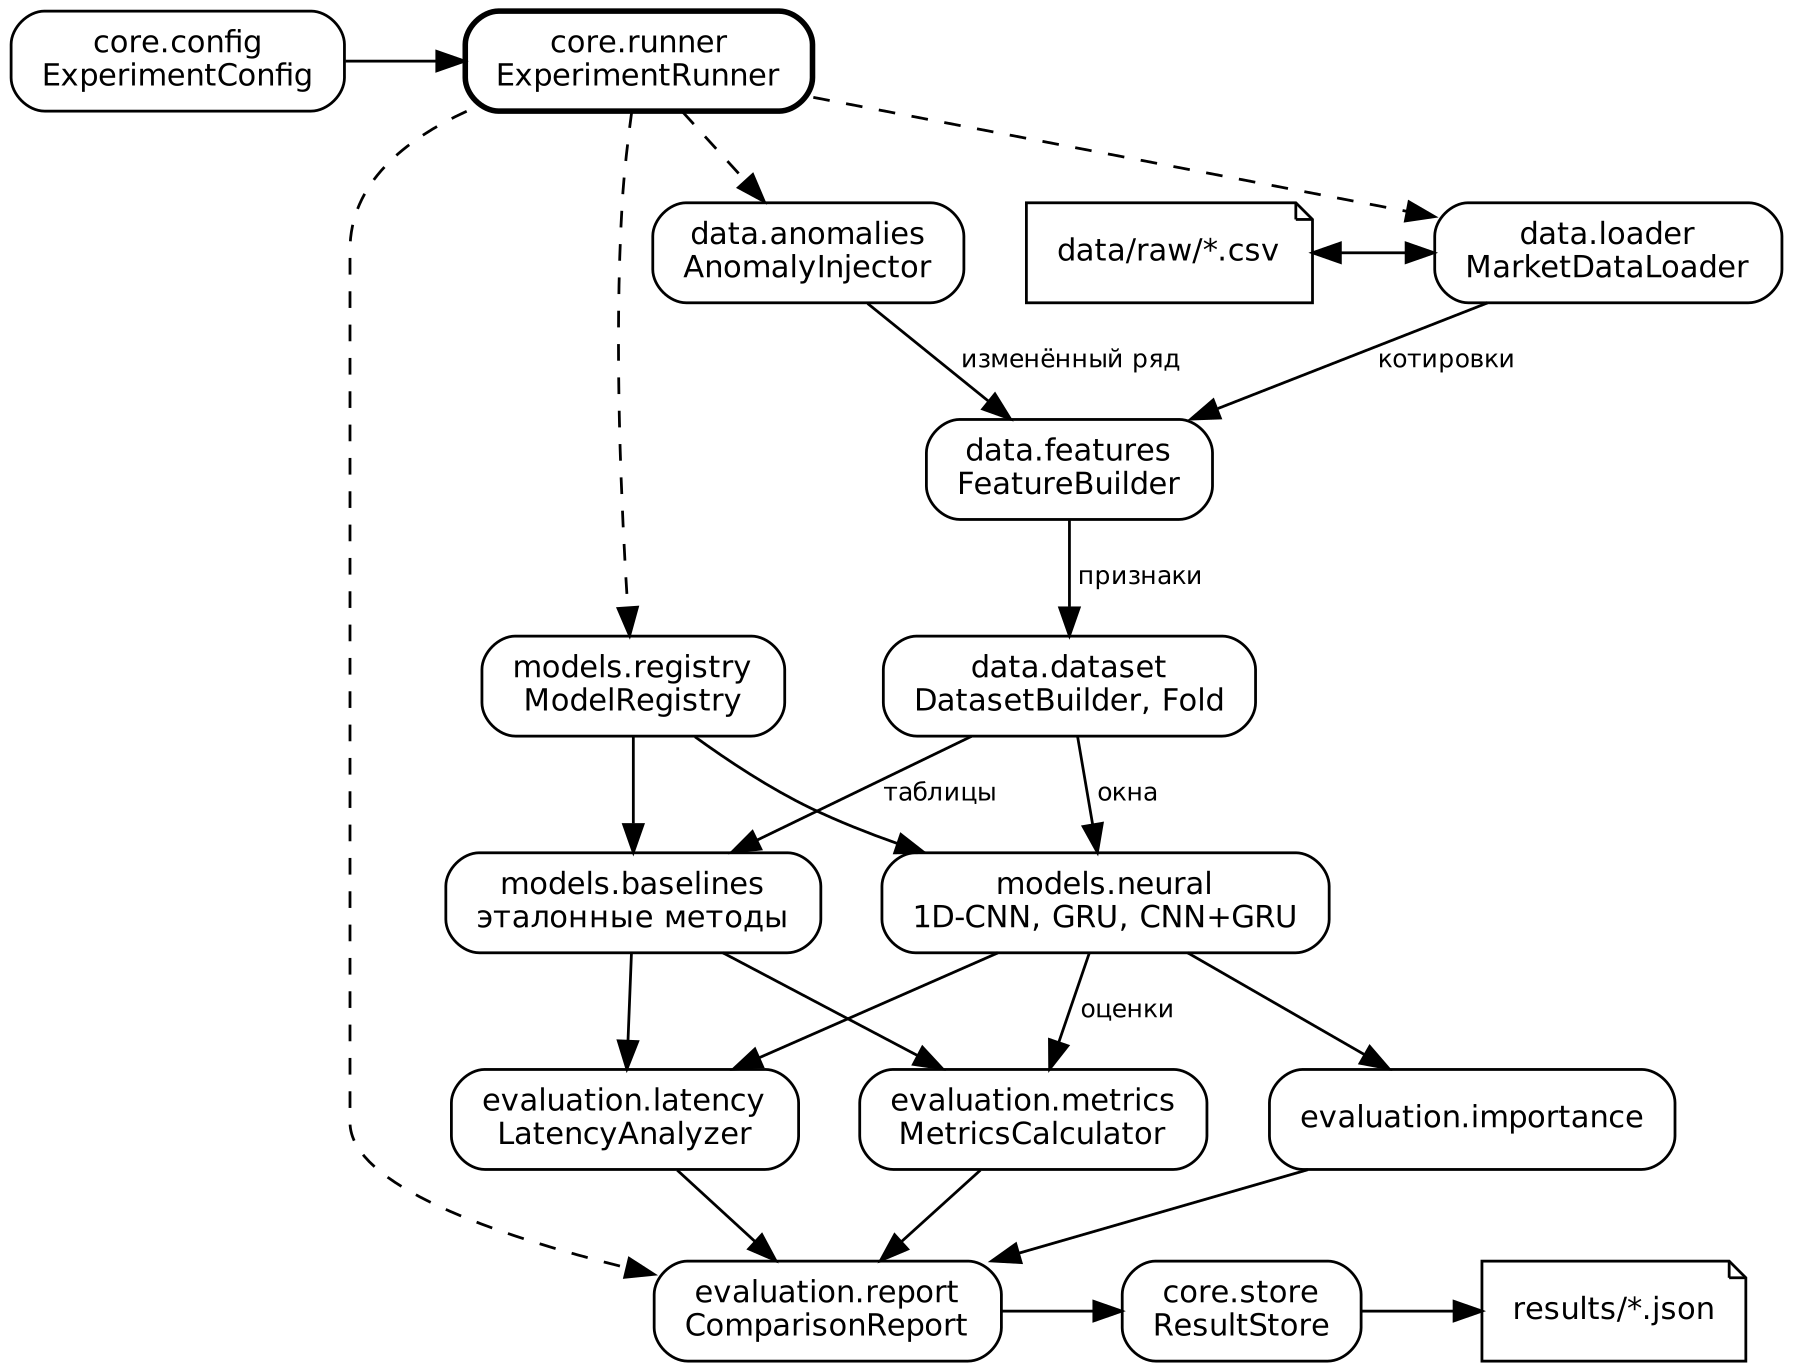 core.config
ExperimentConfig
core.runner
ExperimentRunner
data.anomalies
AnomalyInjector
data/raw/*.csv
data.loader
MarketDataLoader
изменённый ряд
котировки
data.features
FeatureBuilder
признаки
models.registry
ModelRegistry
data.dataset
DatasetBuilder, Fold
таблицы
окна
models.baselines
эталонные методы
models.neural
1D-CNN, GRU, CNN+GRU
оценки
evaluation.latency
LatencyAnalyzer
evaluation.metrics
MetricsCalculator
evaluation.importance
evaluation.report
ComparisonReport
core.store
ResultStore
results/*.json